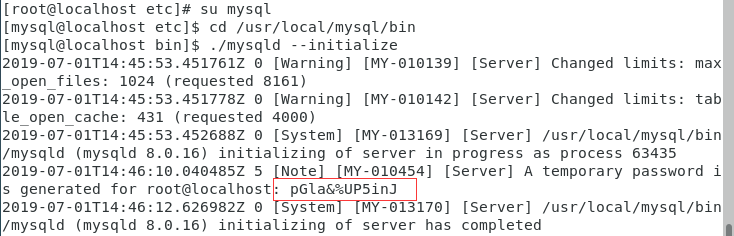 [root@localhost etc]# su mysql
[mysql@localhost etc]$ cd /usr/local/mysql/bin
[mysql@localhost bin]$ ./mysqld --initialize
2019-07-01T14:45:53.451761Z 0 [Warning] [MY-010139] [Server] Changed limits: max
_open_files: 1024 (requested 8161)
2019-07-01T14:45:53.451778Z 0 [Warning] [MY-010142] [Server] Changed limits: tab
le_open_cache: 431 (requested 4000)
2019-07-01T14:45:53.452688Z 0 [System] [MY-013169] [Server] /usr/local/mysql/bin
/mysqld (mysqld 8.0.16) initializing of server in progress as process 63435
2019-07-01T14:46:10.040485Z 5 [Note] [MY-010454] [Server] A temporary password i
s generated for root@localhost: pGla&%UP5inJ
2019-07-01T14:46:12.626982Z 0 [System] [MY-013170] [Server] /usr/local/mysql/bin
/mysqld (mysqld 8.0.16) initializing of server has completed